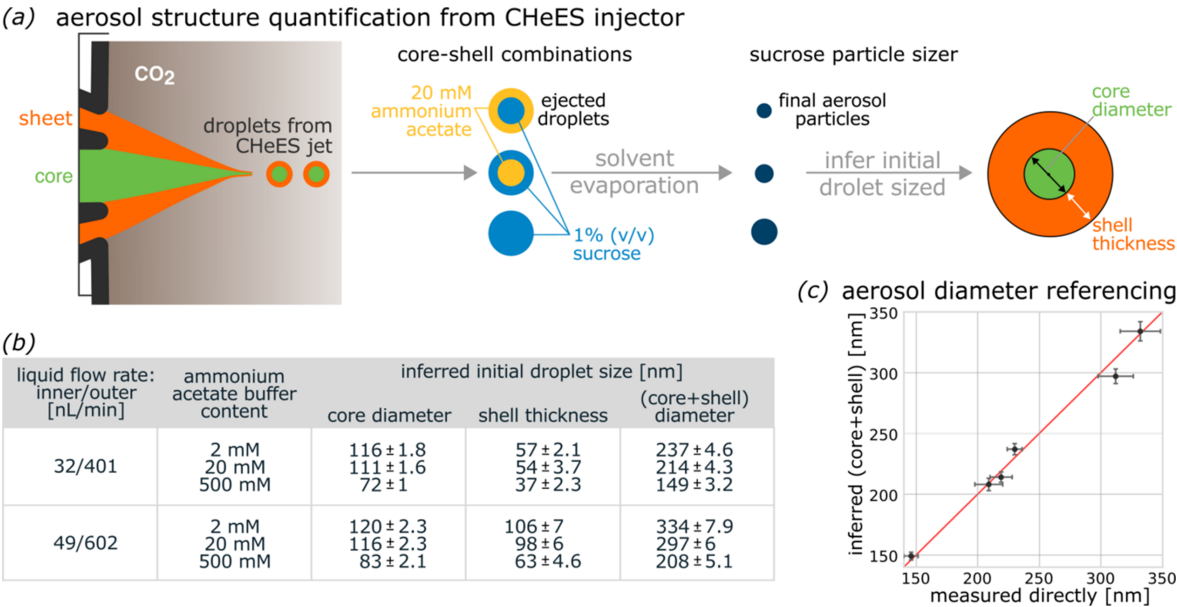 (a) aerosol structure quantification from CHeES injector
CO2
sheet
core
droplets from
CHeES jet
core-shell combinations
20 mM
ammonium
acetate
ejected
droplets
1% (v/v)
sucrose
solvent
evaporation
sucrose particle sizer
final aerosol
particles
infer initial
drolet sized
core
diameter
shell
thickness
(b)
liquid flow rate:
inner/outer
[nL/min]
ammonium
acetate buffer
content
inferred initial droplet size [nm]
core diameter
shell thickness
(core+shell)
diameter
32/401
2 mM 116±1.8 57±2.1 237±4.6
20 mM 111±1.6 54±3.7 214±4.3
500 mM 72±1 37±2.3 149±3.2
49/602
2 mM 120±2.3 106±7 334±7.9
20 mM 116±2.3 98±6 297±6
500 mM 83±2.1 63±4.6 208±5.1
(c) aerosol diameter referencing
inferred (core+shell) [nm]
350
300
250
200
150
150 200 250 300 350
measured directly [nm]